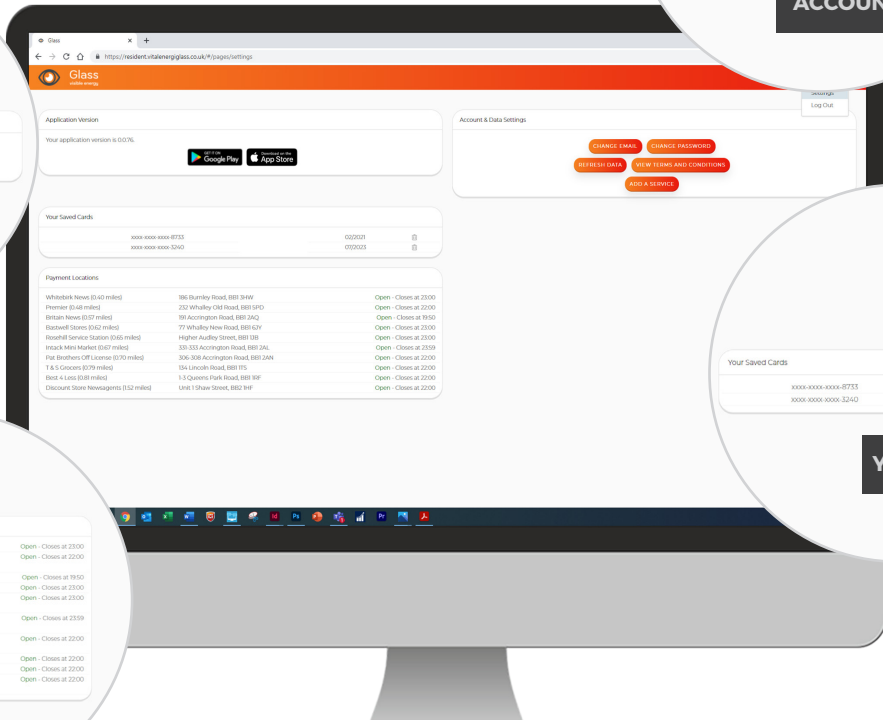 ACCOUN
Glass
https://resident.vitalenergiglass.co.uk/#/pages/settings
Glass
visible energy
Settings
Log Out
Application Version
Your application version is 0.0.76.
GET IT ON
Google Play
Download on the
App Store
Account & Data Settings
CHANGE EMAIL CHANGE PASSWORD
REFRESH DATA VIEW TERMS AND CONDITIONS
ADD A SERVICE
Your Saved Cards
xxxx-xxxx-xxxx-8733 02/2021
xxxx-xxxx-xxxx-3240 07/2023
Payment Locations
Whitebirk News (0.40 miles) 186 Burnley Road, BB1 3HW Open - Closes at 23:00
Premier (0.48 miles) 232 Whalley Old Road, BB1 5PD Open - Closes at 22:00
Britain News (0.57 miles) 191 Accrington Road, BB1 2AQ Open - Closes at 19:50
Bastwell Stores (0.62 miles) 77 Whalley New Road, BB1 6JY Open - Closes at 23:00
Rosehill Service Station (0.65 miles) Higher Audley Street, BB1 1JB Open - Closes at 23:00
Intack Mini Market (0.67 miles) 331-333 Accrington Road, BB1 2AL Open - Closes at 23:59
Pat Brothers Off License (0.70 miles) 306-308 Accrington Road, BB1 2AN Open - Closes at 22:00
T & S Grocers (0.79 miles) 134 Lincoln Road, BB1 1TS Open - Closes at 22:00
Best 4 Less (0.81 miles) 1-3 Queens Park Road, BB1 1RF Open - Closes at 22:00
Discount Store Newsagents (1.52 miles) Unit 1 Shaw Street, BB2 1HF Open - Closes at 22:00
Your Saved Cards
xxxx-xxxx-xxxx-8733
xxxx-xxxx-xxxx-3240
Y
Open - Closes at 23:00
Open - Closes at 22:00
Open - Closes at 19:50
Open - Closes at 23:00
Open - Closes at 23:00
Open - Closes at 23:59
Open - Closes at 22:00
Open - Closes at 22:00
Open - Closes at 22:00
Open - Closes at 22:00